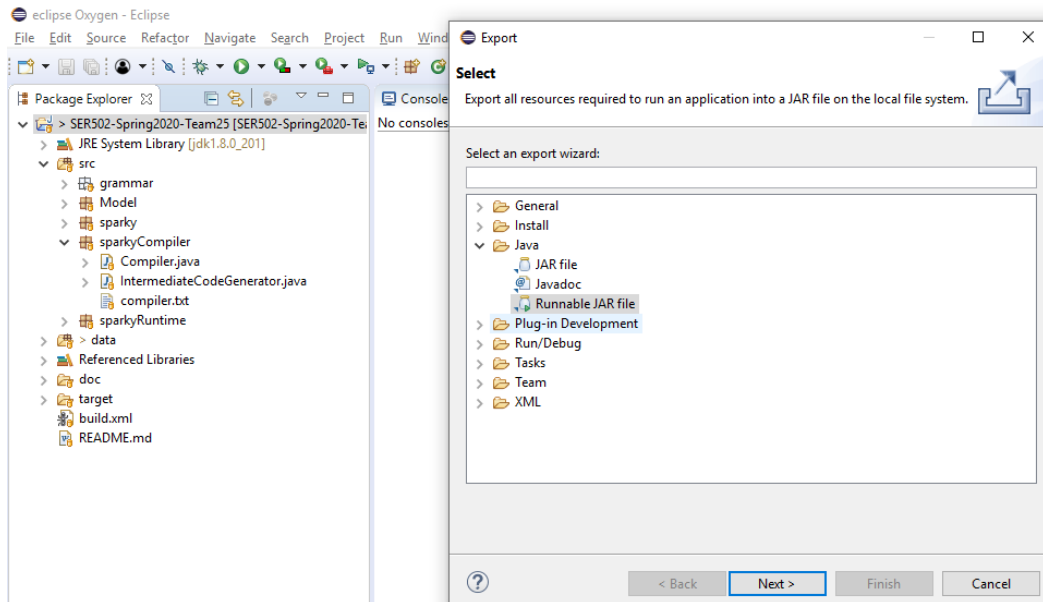 eclipse Oxygen - Eclipse
File Edit Source Refactor Navigate Search Project Run Wind
Package Explorer
> SER502-Spring2020-Team25 [SER502-Spring2020-Te
JRE System Library [jdk1.8.0_201]
src
grammar
Model
sparky
sparkyCompiler
Compiler.java
IntermediateCodeGenerator.java
compiler.txt
sparkyRuntime
> data
Referenced Libraries
doc
target
build.xml
README.md
Console
No consoles
Export
Select
Export all resources required to run an application into a JAR file on the local file system.
Select an export wizard:
General
Install
Java
JAR file
Javadoc
Runnable JAR file
Plug-in Development
Run/Debug
Tasks
Team
XML
< Back Next > Finish Cancel